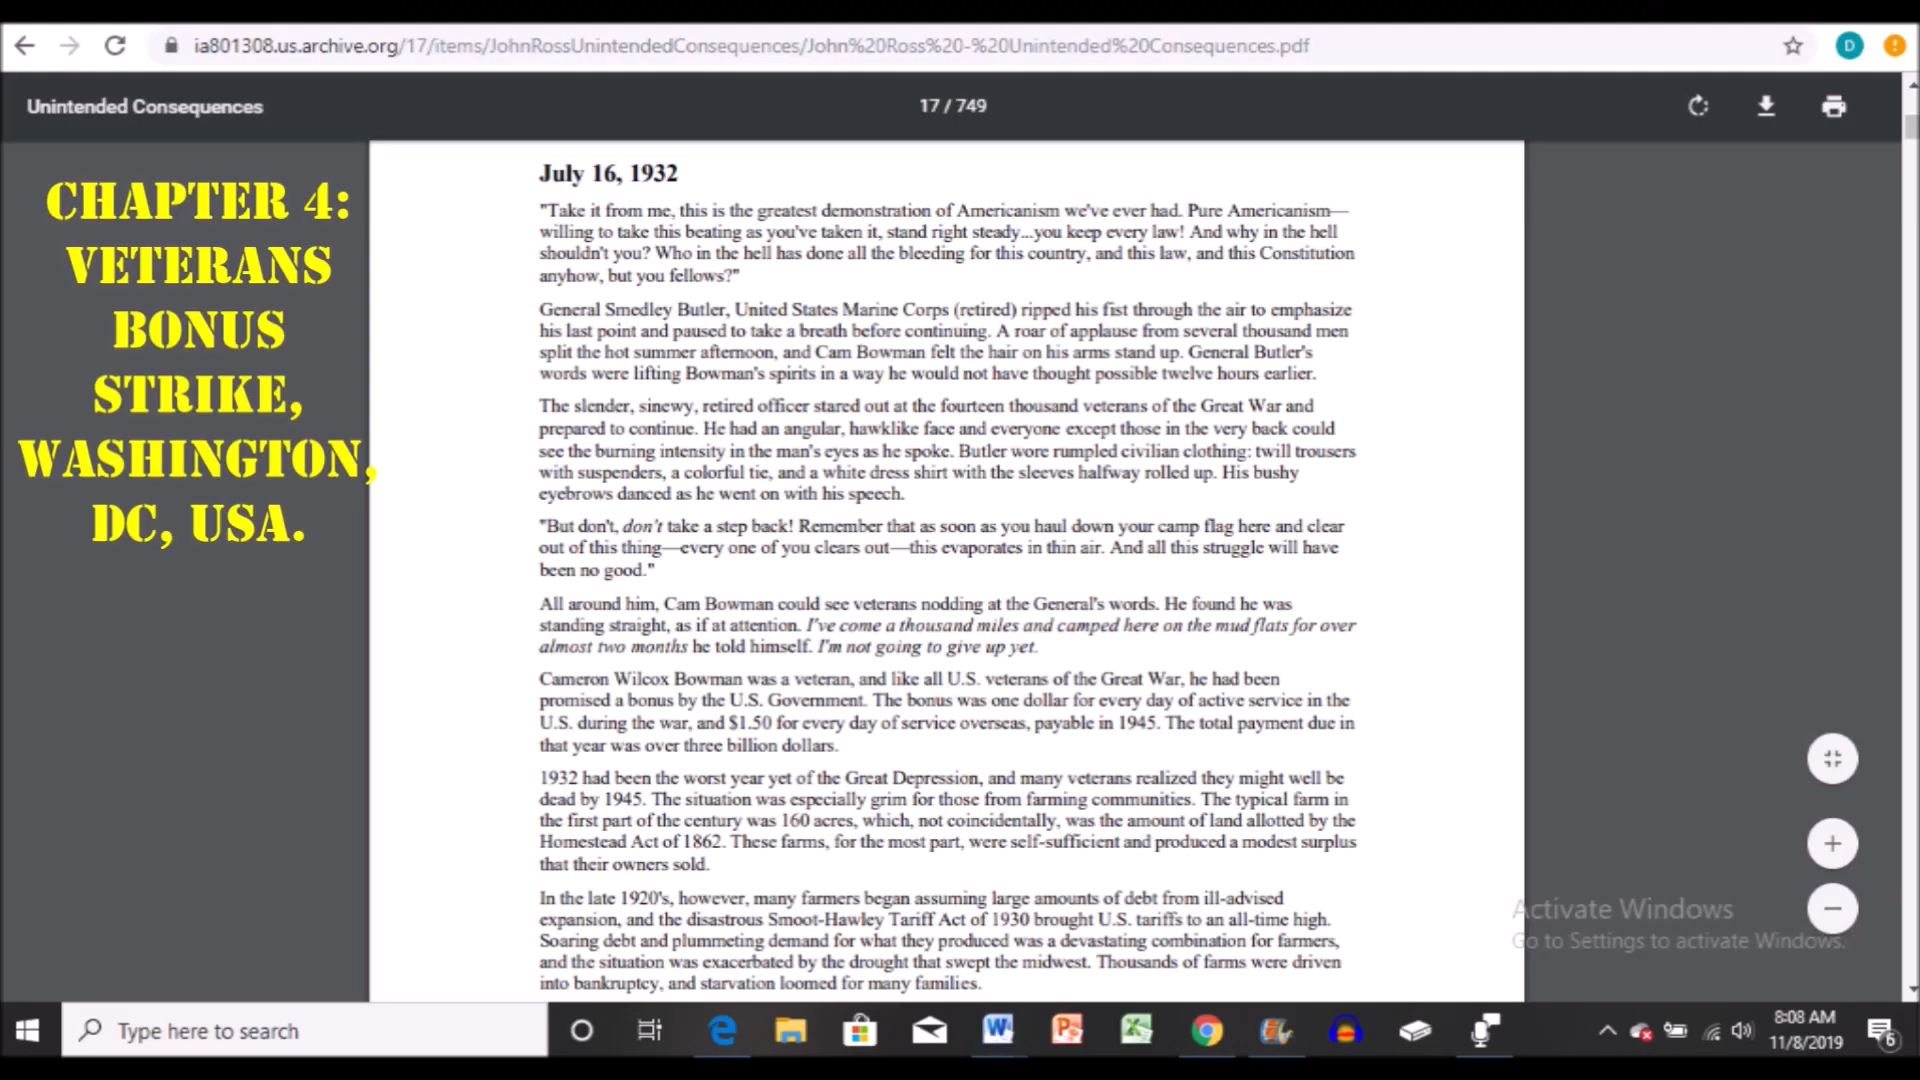 ia801308.us.archive.org/17/items/JohnRossUnintendedConsequences/John%20Ross%20-%20Unintended%20Consequences.pdf
D
Unintended Consequences
17 / 749
CHAPTER 4:
VETERANS
BONUS
STRIKE,
WASHINGTON,
DC, USA.
July 16, 1932
"Take it from me, this is the greatest demonstration of Americanism we've ever had. Pure Americanism—
willing to take this beating as you've taken it, stand right steady...you keep every law! And why in the hell
shouldn't you? Who in the hell has done all the bleeding for this country, and this law, and this Constitution
anyhow, but you fellows?"
General Smedley Butler, United States Marine Corps (retired) ripped his fist through the air to emphasize
his last point and paused to take a breath before continuing. A roar of applause from several thousand men
split the hot summer afternoon, and Cam Bowman felt the hair on his arms stand up. General Butler's
words were lifting Bowman's spirits in a way he would not have thought possible twelve hours earlier.
The slender, sinewy, retired officer stared out at the fourteen thousand veterans of the Great War and
prepared to continue. He had an angular, hawklike face and everyone except those in the very back could
see the burning intensity in the man's eyes as he spoke. Butler wore rumpled civilian clothing: twill trousers
with suspenders, a colorful tie, and a white dress shirt with the sleeves halfway rolled up. His bushy
eyebrows danced as he went on with his speech.
"But don't, don't take a step back! Remember that as soon as you haul down your camp flag here and clear
out of this thing—every one of you clears out—this evaporates in thin air. And all this struggle will have
been no good."
All around him, Cam Bowman could see veterans nodding at the General's words. He found he was
standing straight, as if at attention. I've come a thousand miles and camped here on the mud flats for over
almost two months he told himself. I'm not going to give up yet.
Cameron Wilcox Bowman was a veteran, and like all U.S. veterans of the Great War, he had been
promised a bonus by the U.S. Government. The bonus was one dollar for every day of active service in the
U.S. during the war, and $1.50 for every day of service overseas, payable in 1945. The total payment due in
that year was over three billion dollars.
1932 had been the worst year yet of the Great Depression, and many veterans realized they might well be
dead by 1945. The situation was especially grim for those from farming communities. The typical farm in
the first part of the century was 160 acres, which, not coincidentally, was the amount of land allotted by the
Homestead Act of 1862. These farms, for the most part, were self-sufficient and produced a modest surplus
that their owners sold.
In the late 1920's, however, many farmers began assuming large amounts of debt from ill-advised
expansion, and the disastrous Smoot-Hawley Tariff Act of 1930 brought U.S. tariffs to an all-time high.
Soaring debt and plummeting demand for what they produced was a devastating combination for farmers,
and the situation was exacerbated by the drought that swept the midwest. Thousands of farms were driven
into bankruptcy, and starvation loomed for many families.
Activate Windows
Go to Settings to activate Windows.
Type here to search
8:08 AM
11/8/2019
6